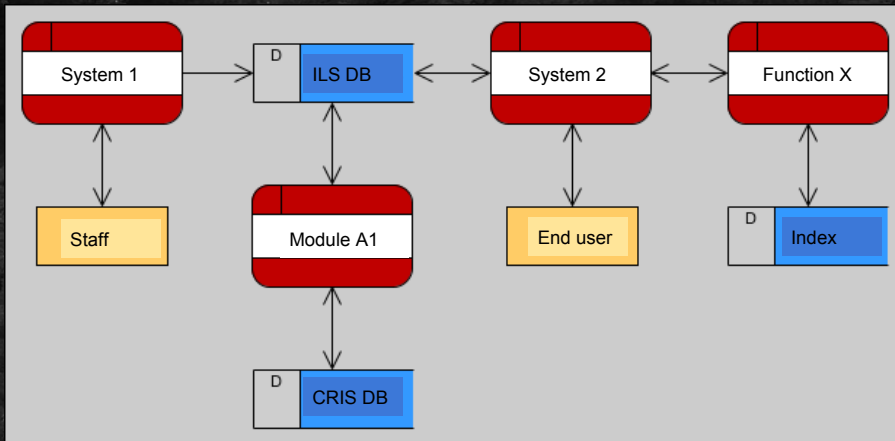 System 1
D
ILS DB
System 2
Function X
Staff
Module A1
End user
D
Index
D
CRIS DB